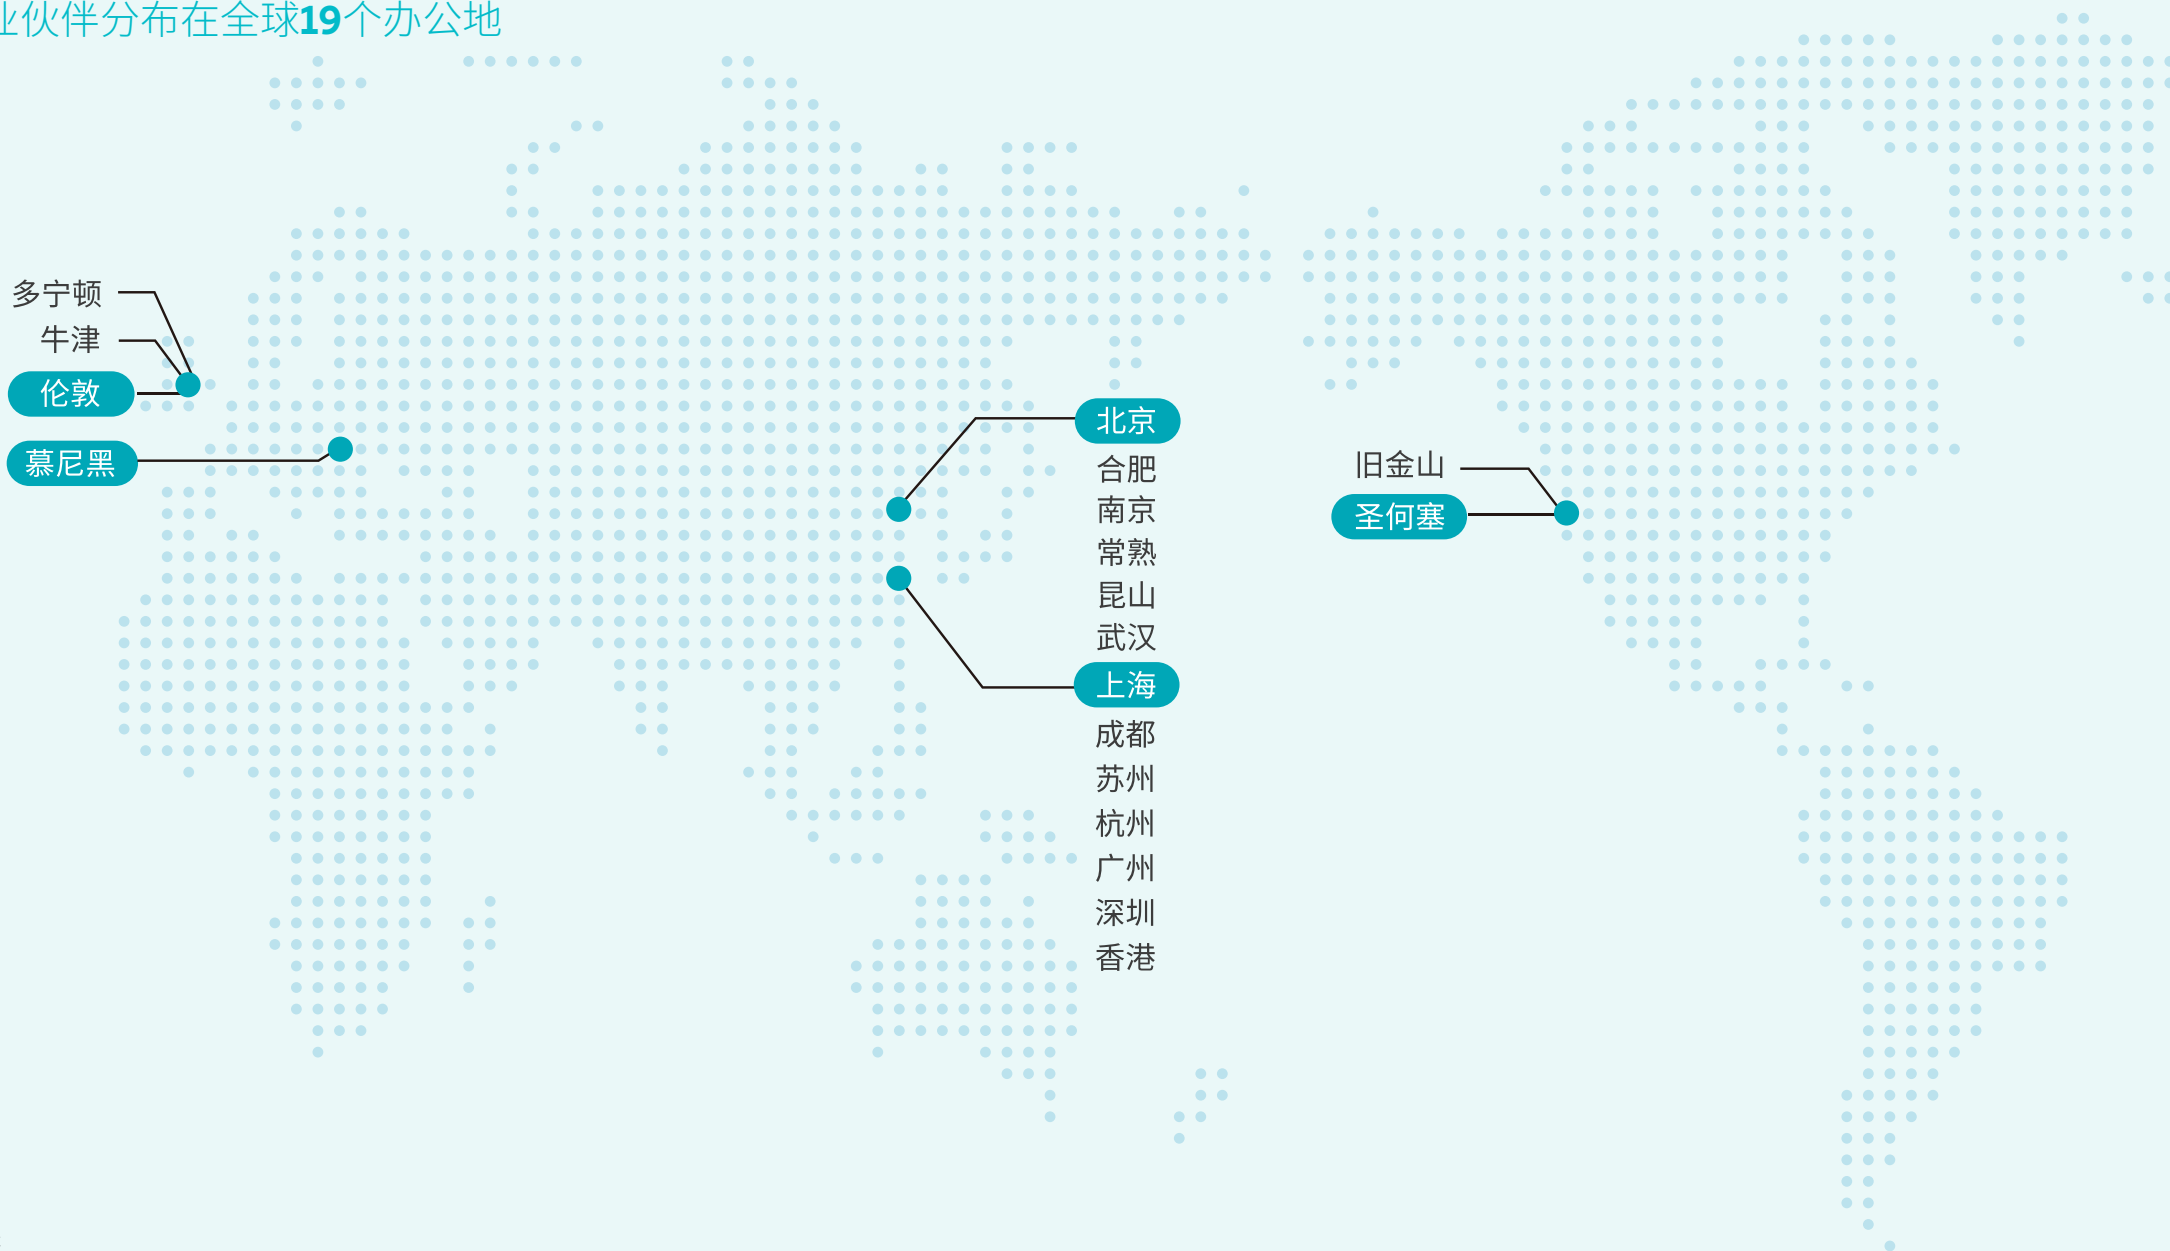 业伙伴分布在全球19个办公地
多宁顿
牛津
伦敦
慕尼黑
北京
合肥
南京
常熟
昆山
武汉
上海
成都
苏州
杭州
广州
深圳
香港
旧金山
圣何塞